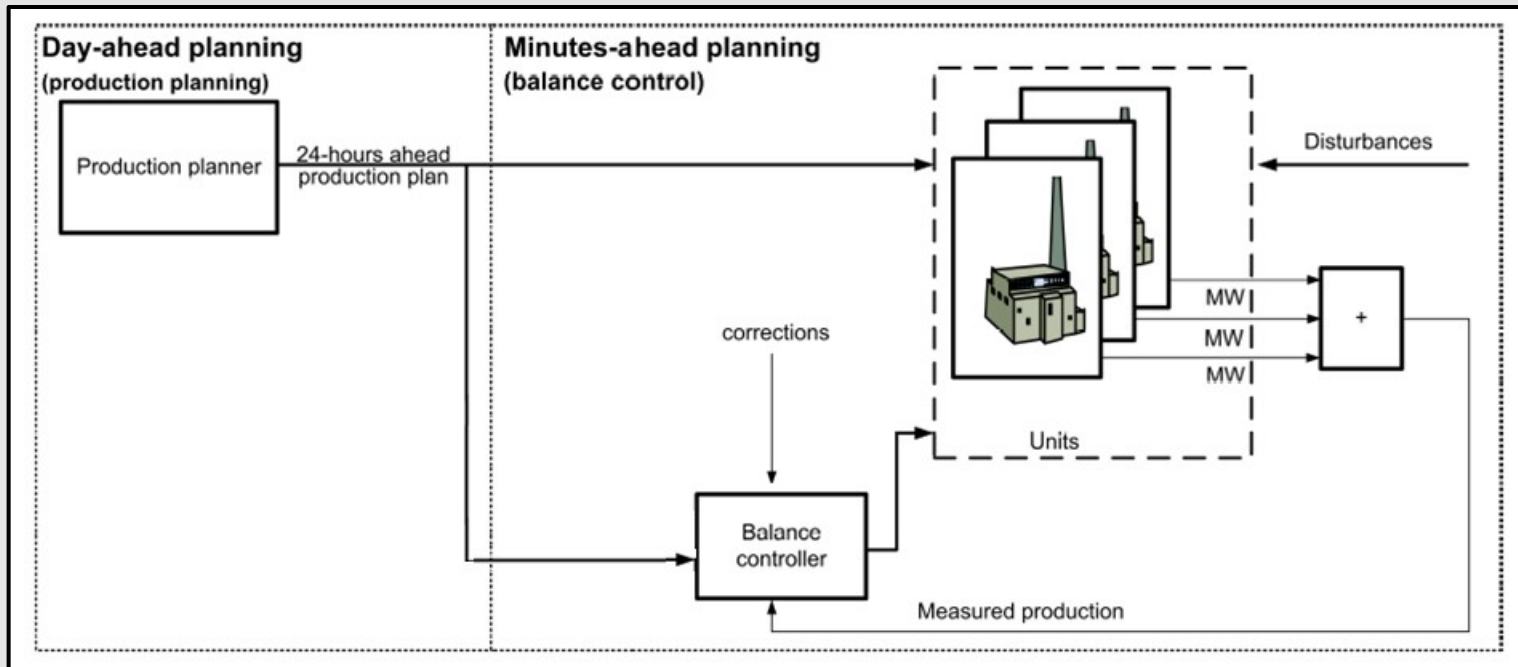 Day-ahead planning
(production planning)
Minutes-ahead planning
(balance control)
Production planner
24-hours ahead
production plan
Disturbances
MW
MW
MW
+
corrections
Units
Balance
controller
Measured production